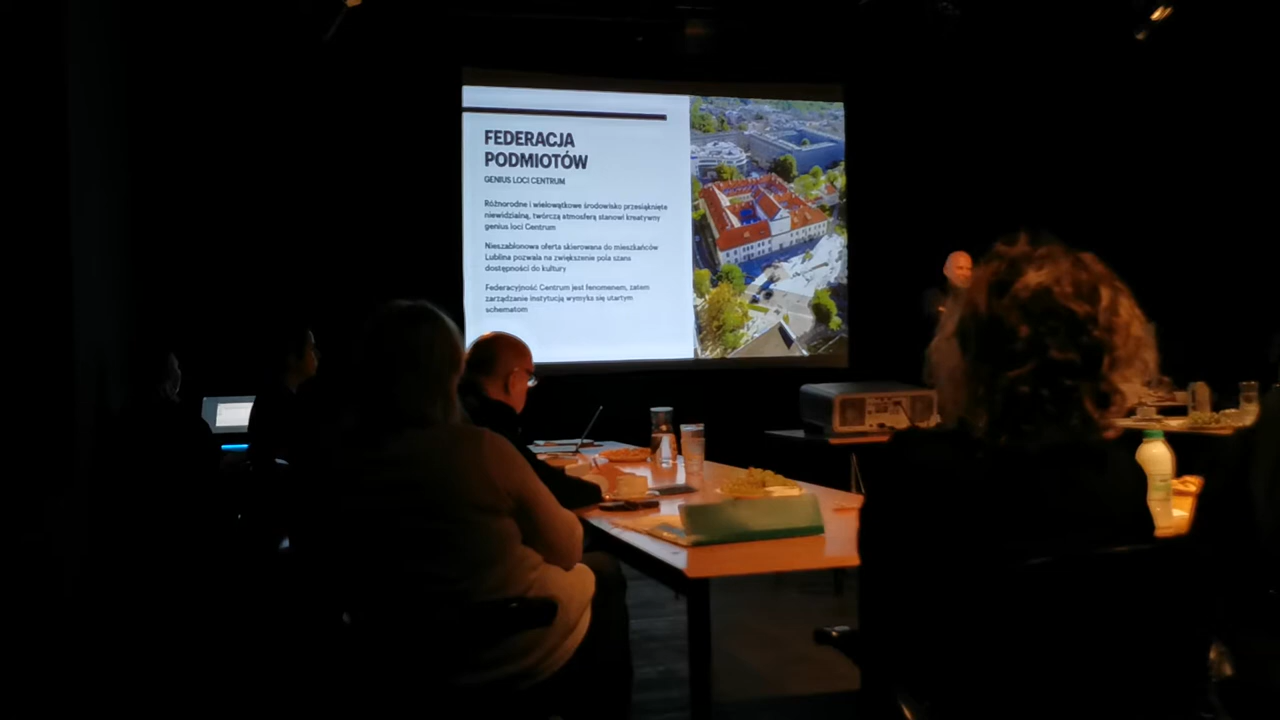 FEDERACJA
PODMIOTÓW
GENIUS LOCI CENTRUM
Różnorodne i wielowątkowe środowisko przesiąknięte
niewidzialną, twórczą atmosferą stanowi kreatywny
genius loci Centrum
Nieszablonowa oferta skierowana do mieszkańców
Lublina pozwala na zwiększenie pola szans
dostępności do kultury
Federacyjność Centrum jest fenomenem, zatem
zarządzanie instytucją wymyka się utartym
schematom